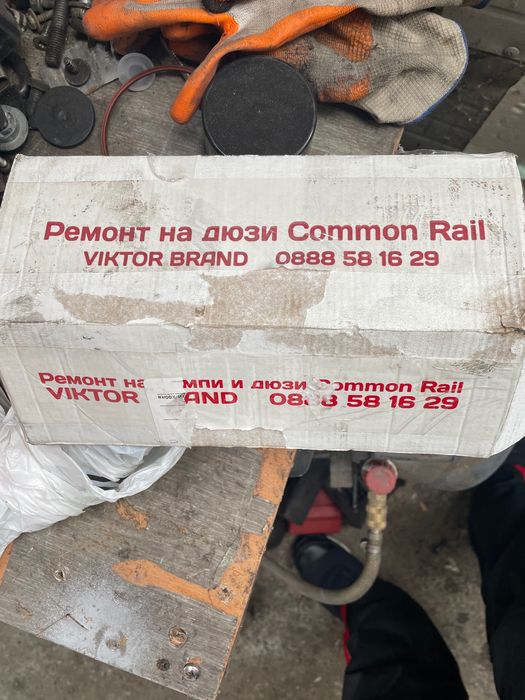 Ремонт на дюзи Common Rail
VIKTOR BRAND 0888 58 16 29
Ремонт на и дюзи Common Rail
VIKTOR 0888 58 16 29